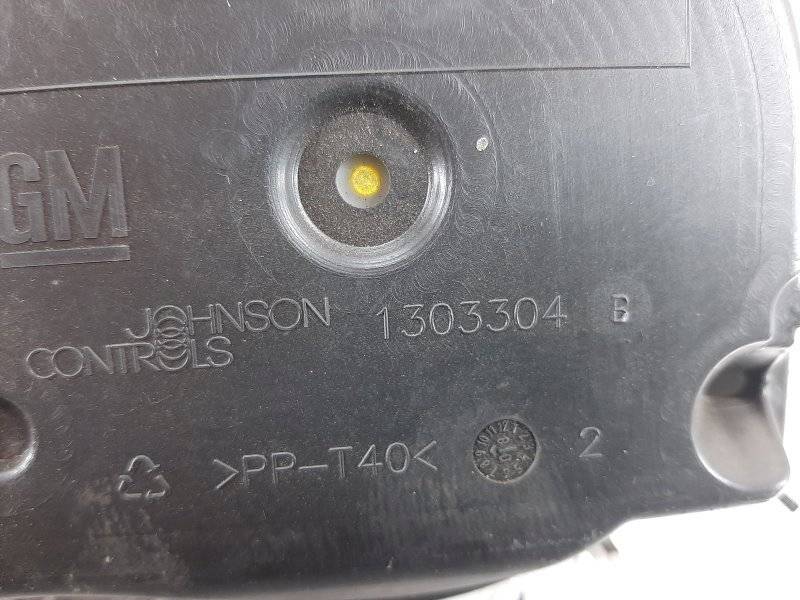 GM
JOHNSON
CONTROLS
1303304 B
>PP-T40<
2